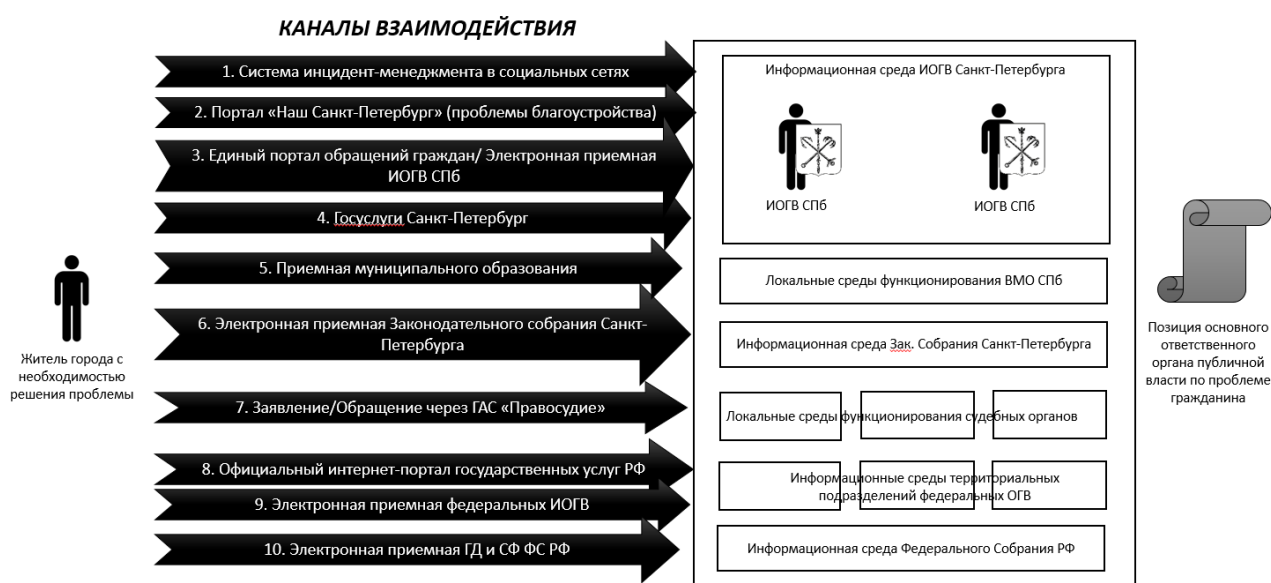 КАНАЛЫ ВЗАИМОДЕЙСТВИЯ
1. Система инцидент-менеджмента в социальных сетях
2. Портал «Наш Санкт-Петербург» (проблемы благоустройства)
3. Единый портал обращений граждан/ Электронная приемная
ИОГВ СПб
4. Госуслуги Санкт-Петербург
5. Приемная муниципального образования
6. Электронная приемная Законодательного собрания Санкт-
Петербурга
7. Заявление/Обращение через ГАС «Правосудие»
8. Официальный интернет-портал государственных услуг РФ
9. Электронная приемная федеральных ИОГВ
10. Электронная приемная ГД и СФ ФС РФ
Житель города с
необходимостью
решения проблемы
Информационная среда ИОГВ Санкт-Петербурга
ИОГВ СПб
ИОГВ СПб
Локальные среды функционирования ВМО СПб
Информационная среда Зак. Собрания Санкт-Петербурга
Локальные среды функционирования судебных органов
Информационные среды территориальных
подразделений федеральных ОГВ
Информационная среда Федерального Собрания РФ
Позиция основного
ответственного
органа публичной
власти по проблеме
гражданина